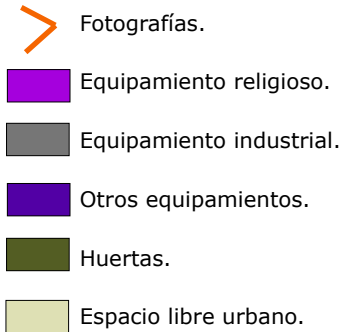 Fotografías.
Equipamiento religioso.
Equipamiento industrial.
Otros equipamientos.
Huertas.
Espacio libre urbano.